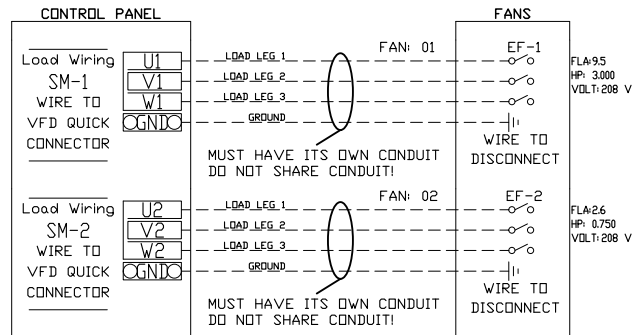 CONTROL PANEL
FANS
Load Wiring
SM-1
WIRE TO
VFD QUICK
CONNECTOR
U1
V1
W1
GND
LOAD LEG 1
LOAD LEG 2
LOAD LEG 3
GROUND
FAN: 01
MUST HAVE ITS OWN CONDUIT
DO NOT SHARE CONDUIT!
EF-1
WIRE TO
DISCONNECT
FLA:9.5
HP: 3.000
VOLT: 208 V
Load Wiring
SM-2
WIRE TO
VFD QUICK
CONNECTOR
U2
V2
W2
GND
LOAD LEG 1
LOAD LEG 2
LOAD LEG 3
GROUND
FAN: 02
MUST HAVE ITS OWN CONDUIT
DO NOT SHARE CONDUIT!
EF-2
WIRE TO
DISCONNECT
FLA:2.6
HP: 0.750
VOLT: 208 V